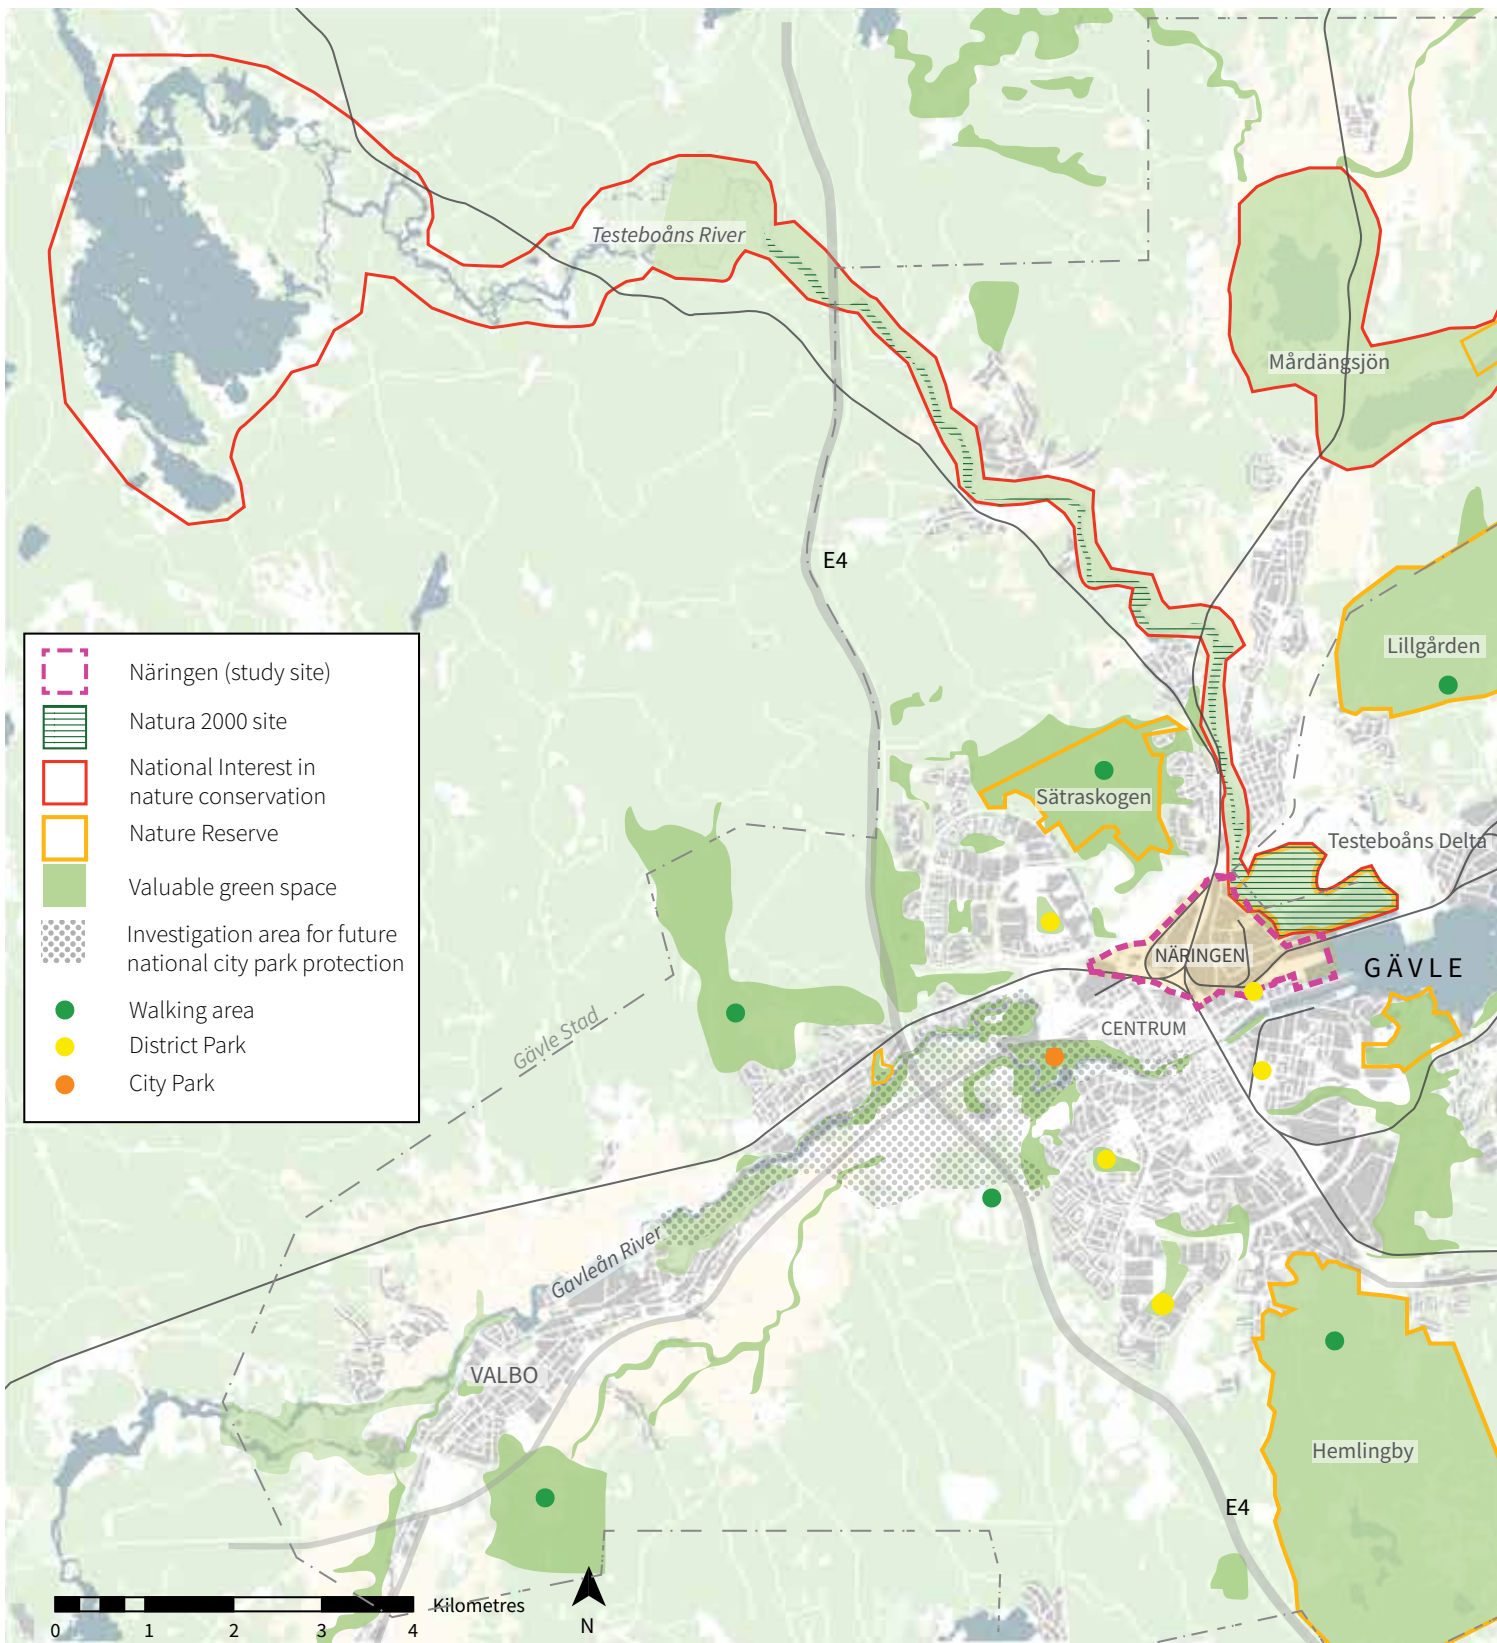 Testeboåns River
Mårdängsjön
E4
Lillgården
Näringen (study site)
Natura 2000 site
National Interest in
nature conservation
Nature Reserve
Valuable green space
Investigation area for future
national city park protection
Walking area
District Park
City Park
Sätraskogen
Testeboåns Delta
NÄRINGEN
GÄVLE
CENTRUM
Gävle Stad
Gavleån River
VALBO
Hemlingby
E4
Kilometres
0 1 2 3 4
N